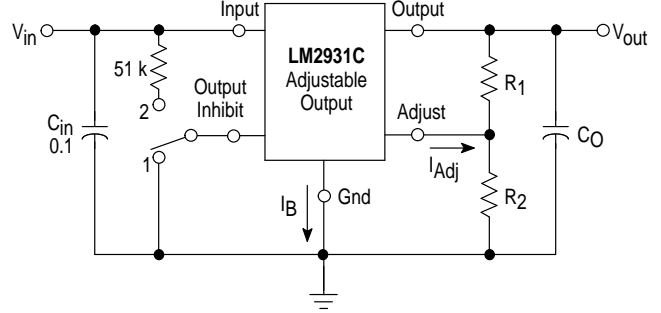 Vin
Input
Output
Vout
LM2931C
Adjustable
Output
51 k
R1
Output
Inhibit
Adjust
2
Cin
0.1
CO
1
IAdj
R2
IB
Gnd